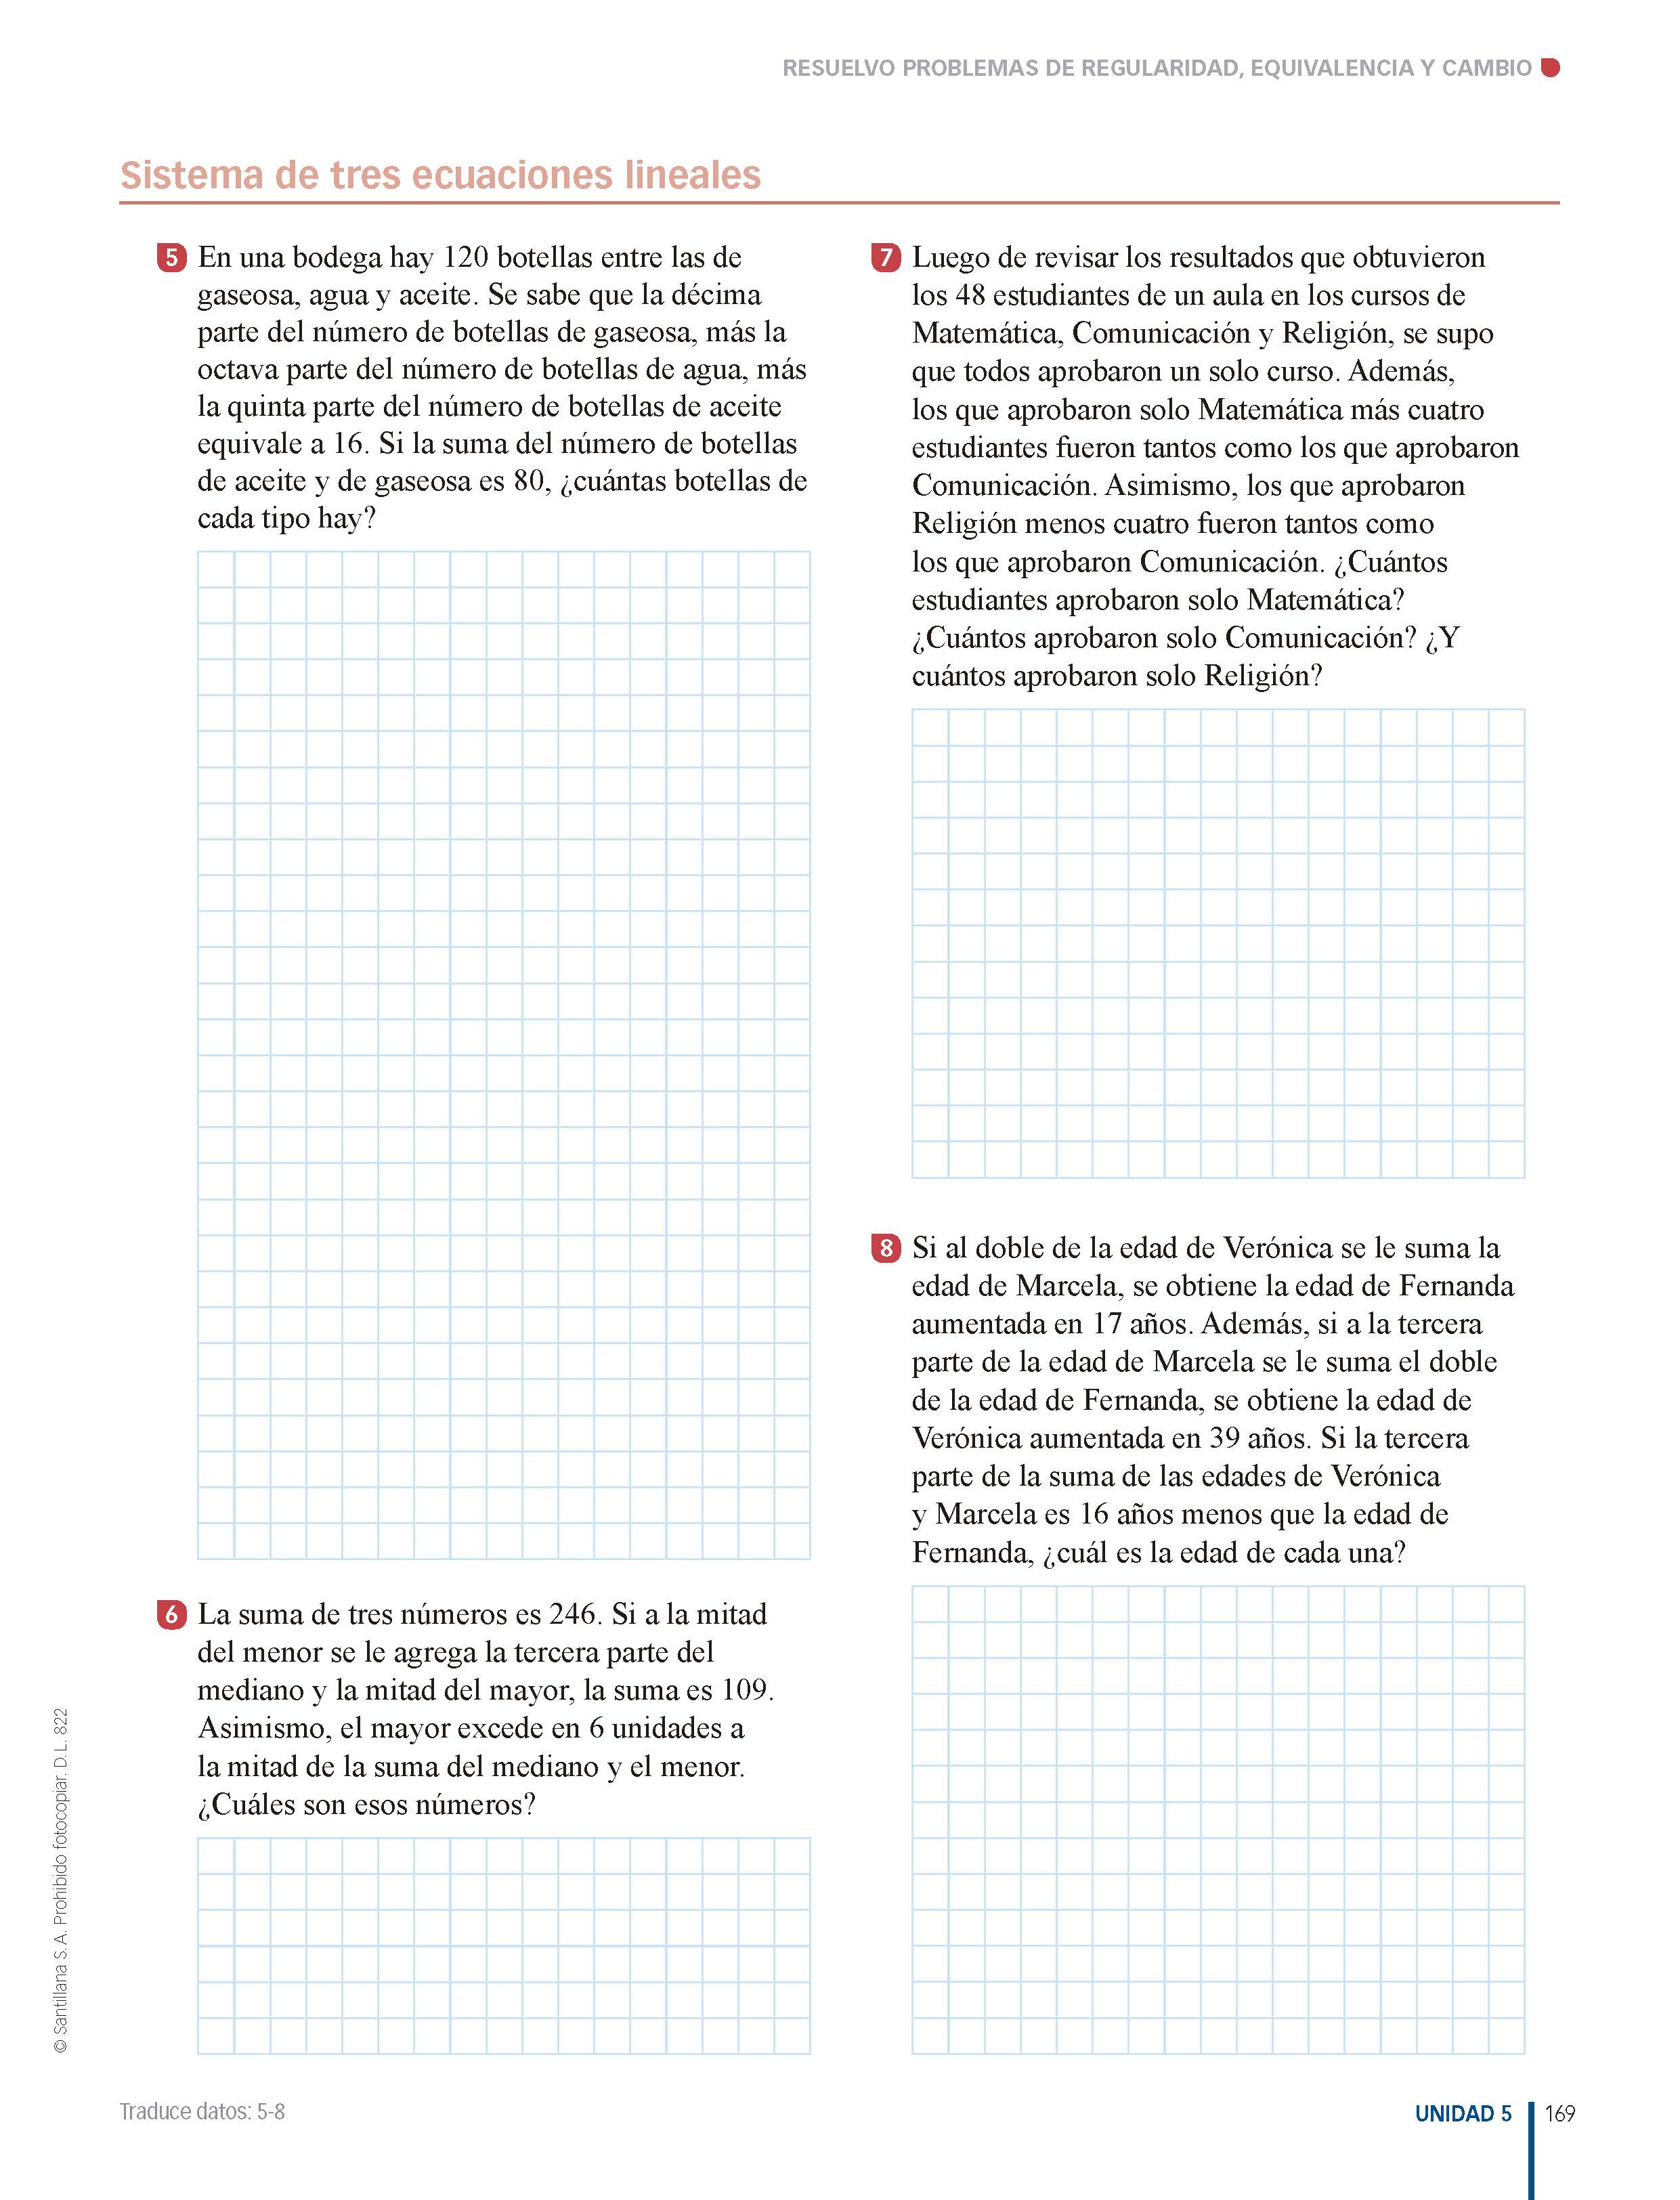 RESUELVO PROBLEMAS DE REGULARIDAD, EQUIVALENCIA Y CAMBIO
Sistema de tres ecuaciones lineales
5 En una bodega hay 120 botellas entre las de
gaseosa, agua y aceite. Se sabe que la décima
parte del número de botellas de gaseosa, más la
octava parte del número de botellas de agua, más
la quinta parte del número de botellas de aceite
equivale a 16. Si la suma del número de botellas
de aceite y de gaseosa es 80, ¿cuántas botellas de
cada tipo hay?
6 La suma de tres números es 246. Si a la mitad
del menor se le agrega la tercera parte del
mediano y la mitad del mayor, la suma es 109.
Asimismo, el mayor excede en 6 unidades a
la mitad de la suma del mediano y el menor.
¿Cuáles son esos números?
7 Luego de revisar los resultados que obtuvieron
los 48 estudiantes de un aula en los cursos de
Matemática, Comunicación y Religión, se supo
que todos aprobaron un solo curso. Además,
los que aprobaron solo Matemática más cuatro
estudiantes fueron tantos como los que aprobaron
Comunicación. Asimismo, los que aprobaron
Religión menos cuatro fueron tantos como
los que aprobaron Comunicación. ¿Cuántos
estudiantes aprobaron solo Matemática?
¿Cuántos aprobaron solo Comunicación? ¿Y
cuántos aprobaron solo Religión?
8 Si al doble de la edad de Verónica se le suma la
edad de Marcela, se obtiene la edad de Fernanda
aumentada en 17 años. Además, si a la tercera
parte de la edad de Marcela se le suma el doble
de la edad de Fernanda, se obtiene la edad de
Verónica aumentada en 39 años. Si la tercera
parte de la suma de las edades de Verónica
y Marcela es 16 años menos que la edad de
Fernanda, ¿cuál es la edad de cada una?
© Santillana S.A. Prohibido fotocopiar. D.L. 822
Traduce datos: 5-8
UNIDAD 5 169